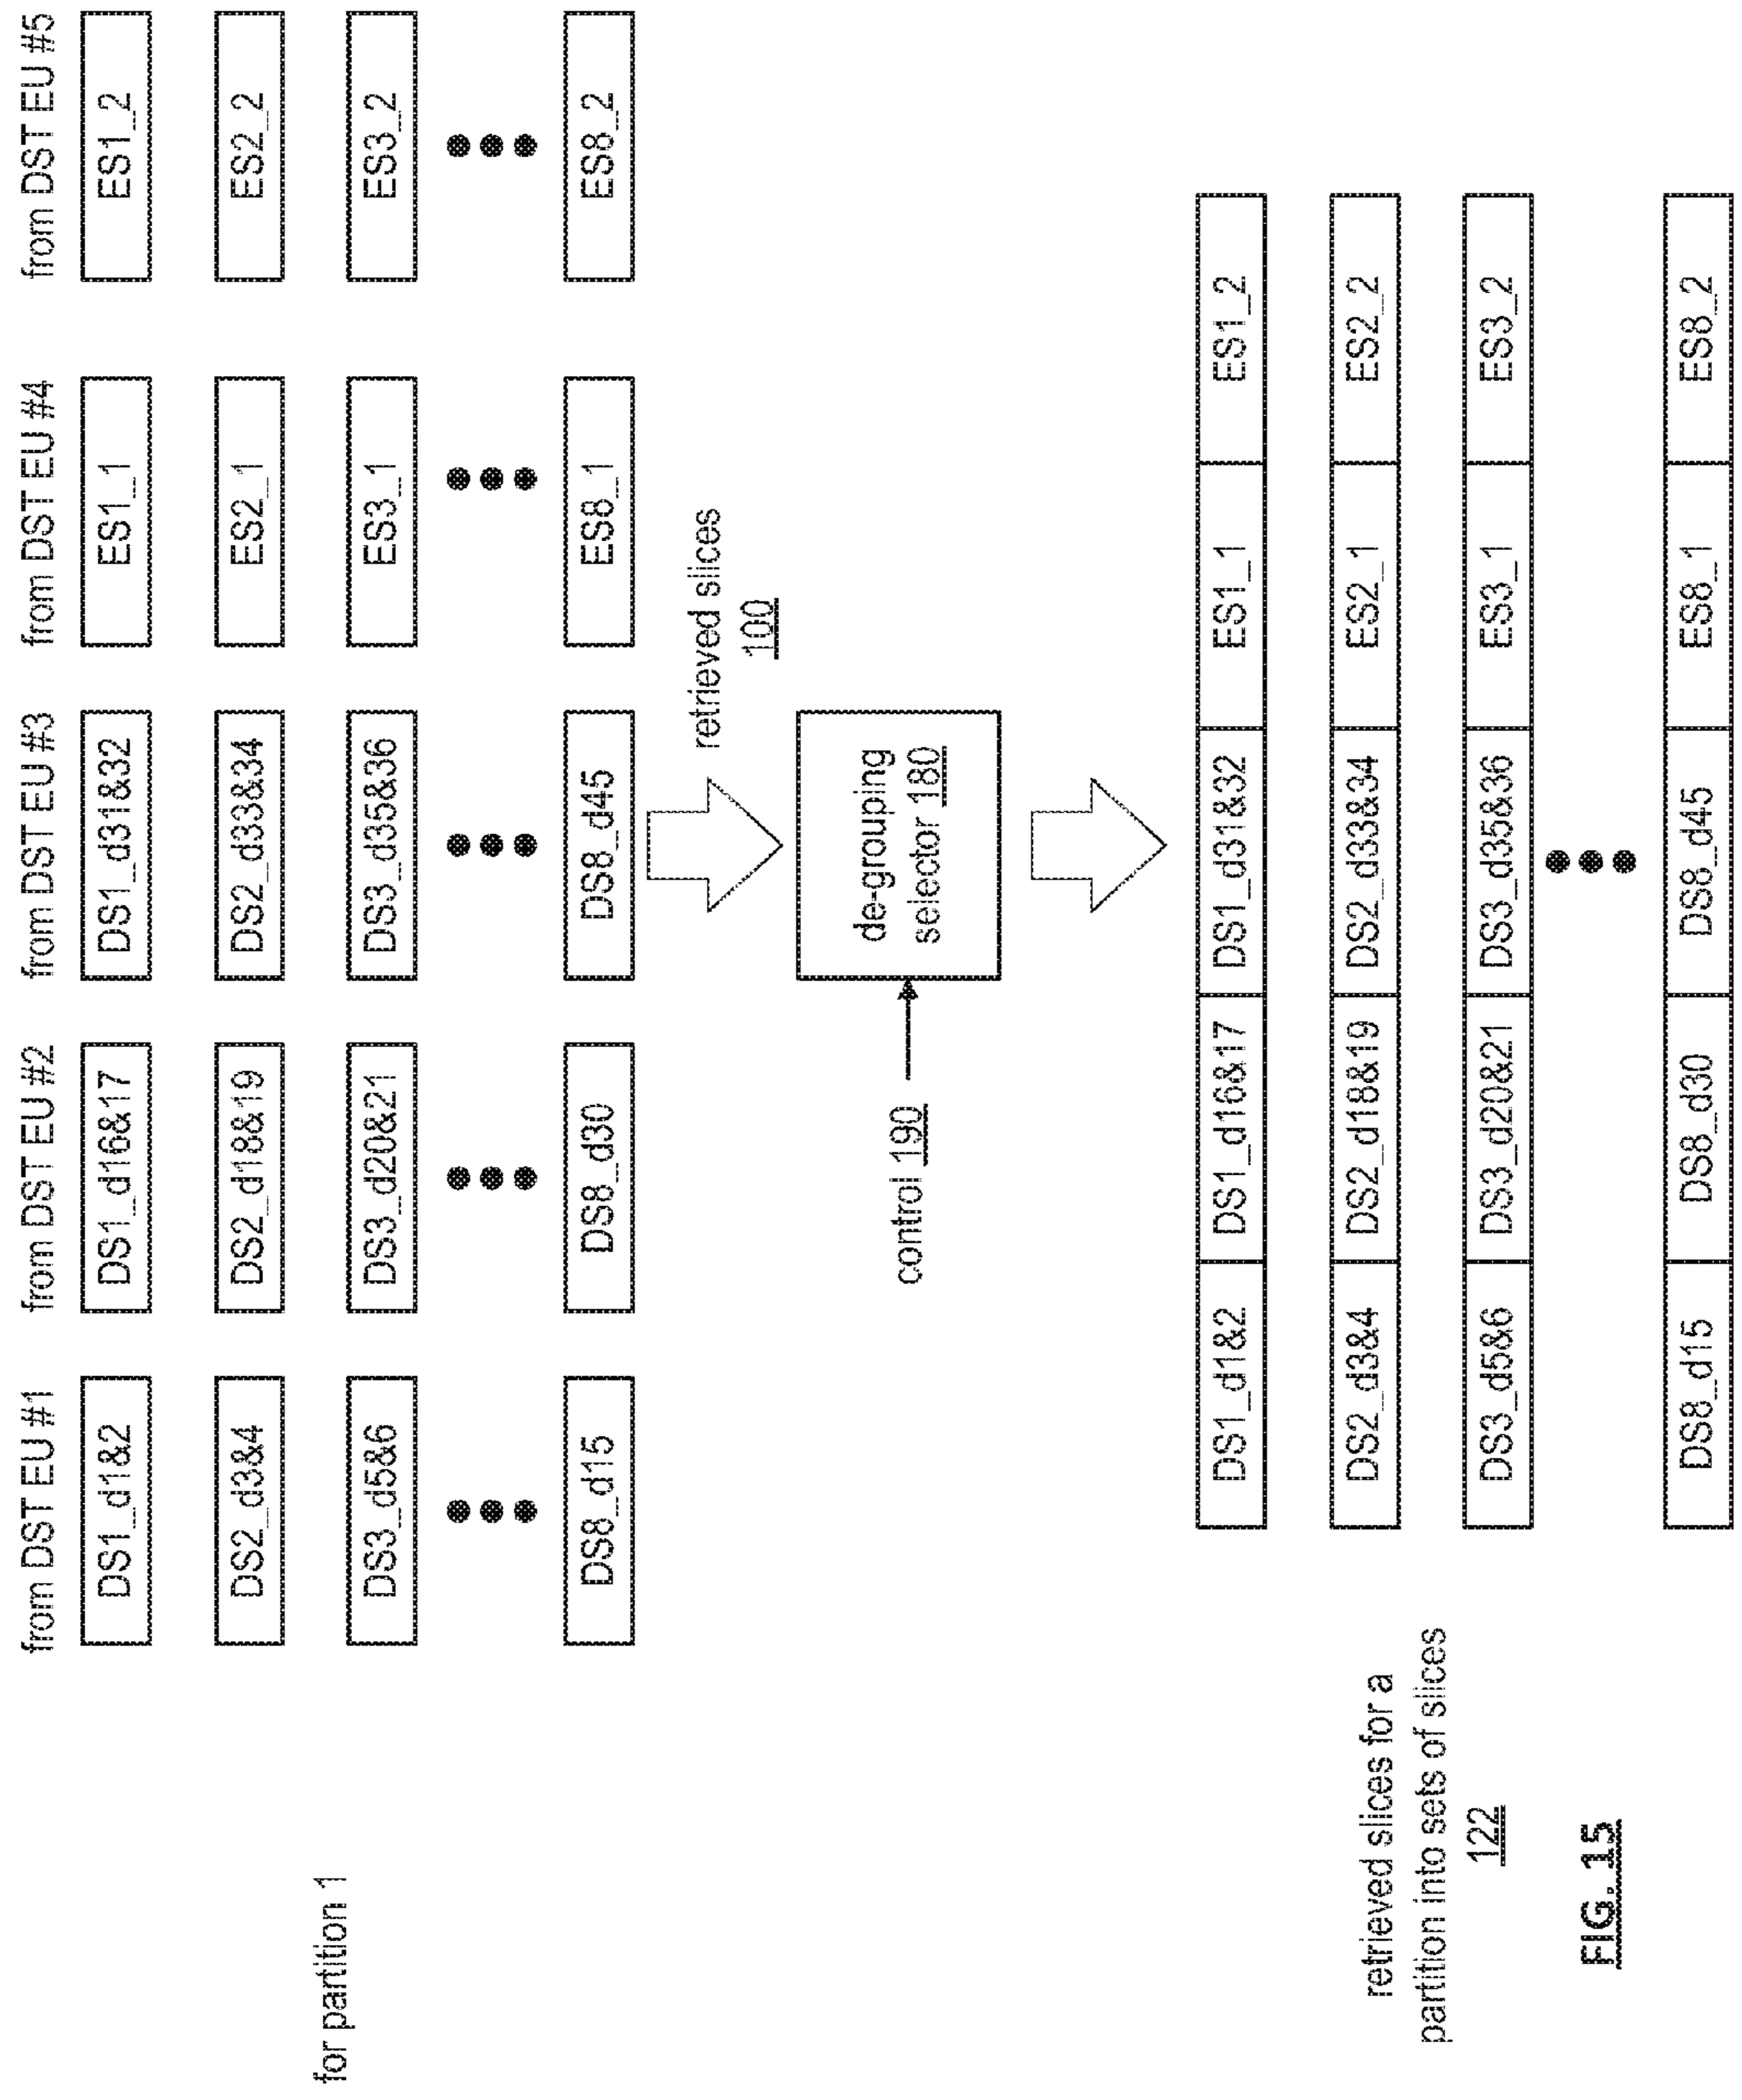 from DST EU #1
from DST EU #2
from DST EU #3
from DST EU #4
from DST EU #5
DS1_d1&2
DS1_d16&17
DS1_d31&32
ES1_1
ES1_2
DS2_d3&4
DS2_d18&19
DS2_d33&34
ES2_1
ES2_2
for partition 1
DS3_d5&6
DS3_d20&21
DS3_d35&36
ES3_1
ES3_2
DS8_d15
DS8_d30
DS8_d45
ES8_1
ES8_2
retrieved slices
100
control 190
de-grouping
selector 180
DS1_d1&2
DS1_d16&17
DS1_d31&32
ES1_1
ES1_2
DS2_d3&4
DS2_d18&19
DS2_d33&34
ES2_1
ES2_2
DS3_d5&6
DS3_d20&21
DS3_d35&36
ES3_1
ES3_2
DS8_d15
DS8_d30
DS8_d45
ES8_1
ES8_2
retrieved slices for a
partition into sets of slices
122
FIG. 15